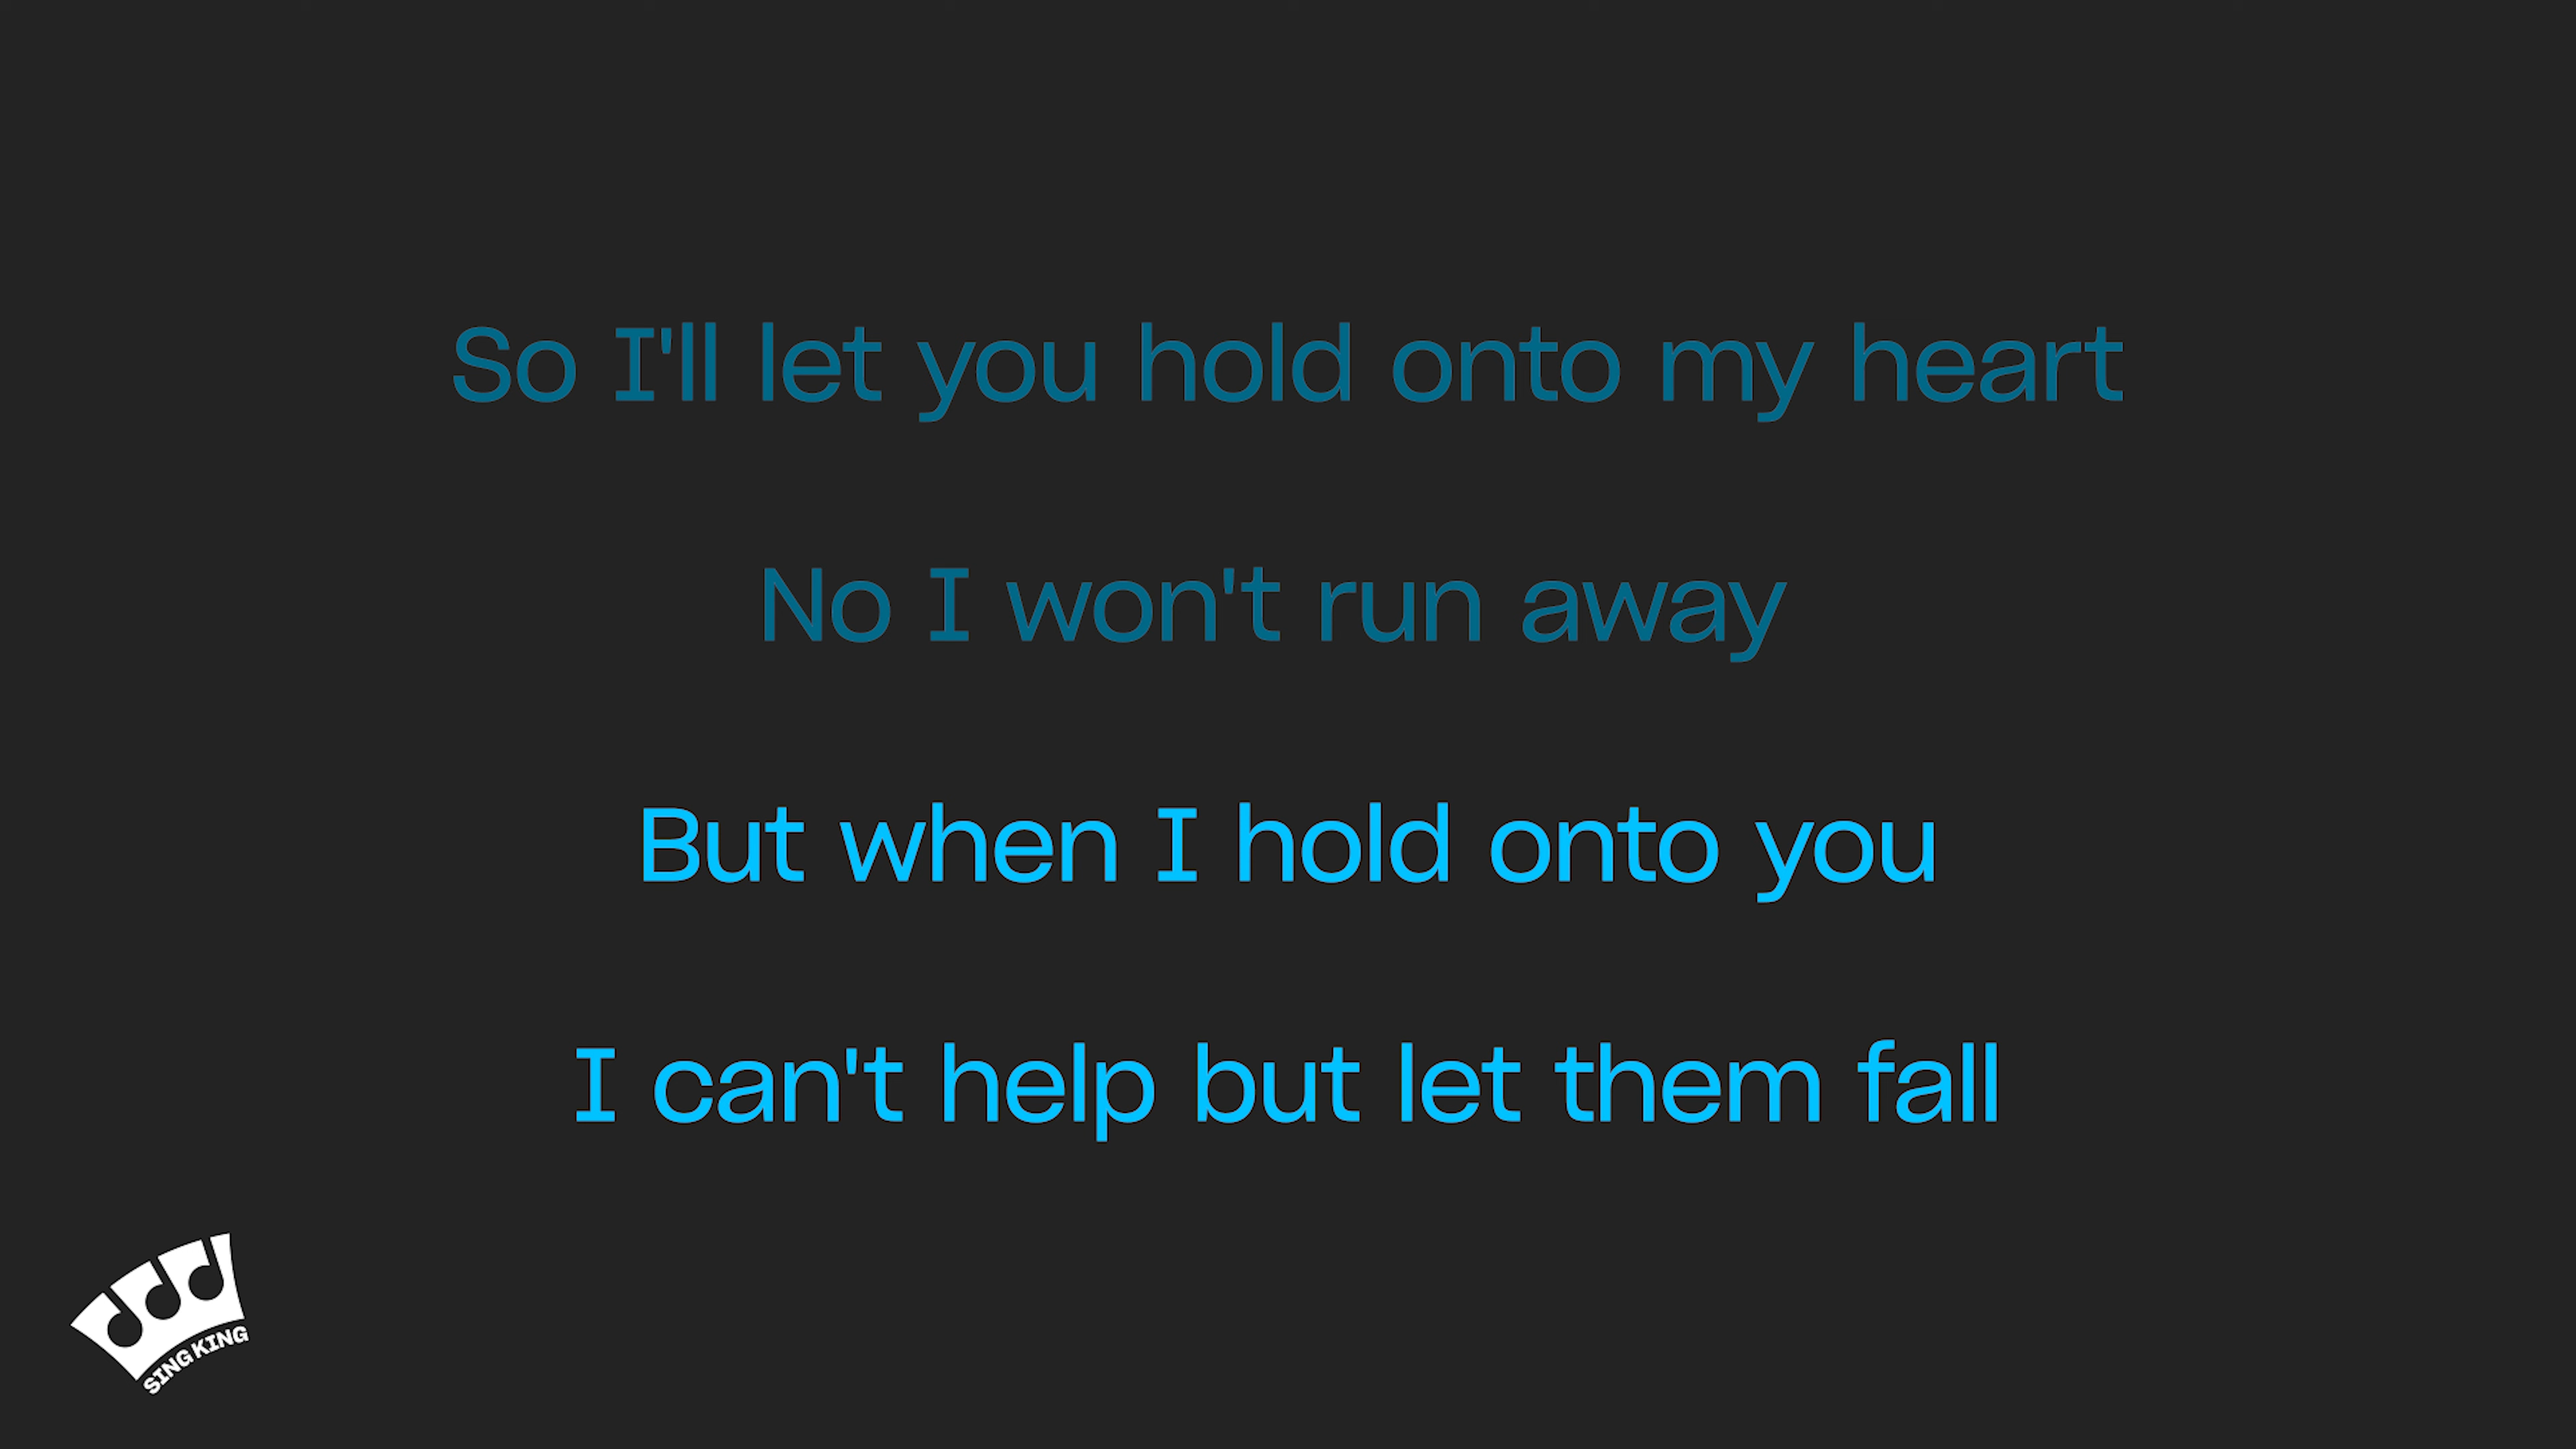 So I'll let you hold onto my heart
No I won't run away
But when I hold onto you
I can't help but let them fall
SING KING